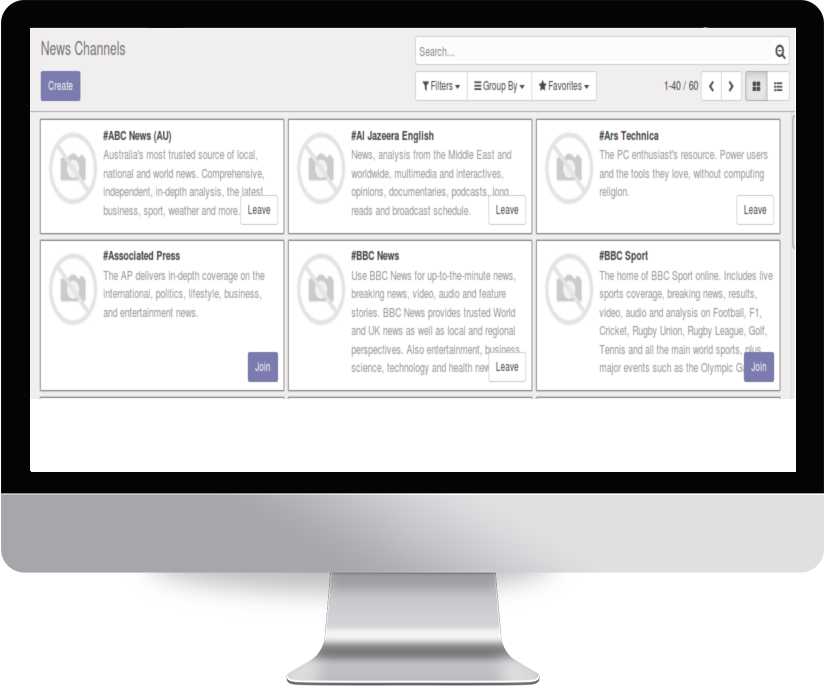 News Channels
Search...
Create
Filters
Group By
Favorites
1-40 / 60
#ABC News (AU)
Australia's most trusted source of local,
national and world news. Comprehensive,
independent, in-depth analysis, the latest
business, sport, weather and more.
Leave
#Al Jazeera English
News, analysis from the Middle East and
worldwide, multimedia and interactives,
opinions, documentaries, podcasts, long
reads and broadcast schedule.
Leave
#Ars Technica
The PC enthusiast's resource. Power users
and the tools they love, without computing
religion.
Leave
#Associated Press
The AP delivers in-depth coverage on the
international, politics, lifestyle, business,
and entertainment news.
Join
#BBC News
Use BBC News for up-to-the-minute news,
breaking news, video, audio and feature
stories. BBC News provides trusted World
and UK news as well as local and regional
perspectives. Also entertainment, business,
science, technology and health new
Leave
#BBC Sport
The home of BBC Sport online. Includes live
sports coverage, breaking news, results,
video, audio and analysis on Football, F1,
Cricket, Rugby Union, Rugby League, Golf,
Tennis and all the main world sports, plus
major events such as the Olympic G
Join